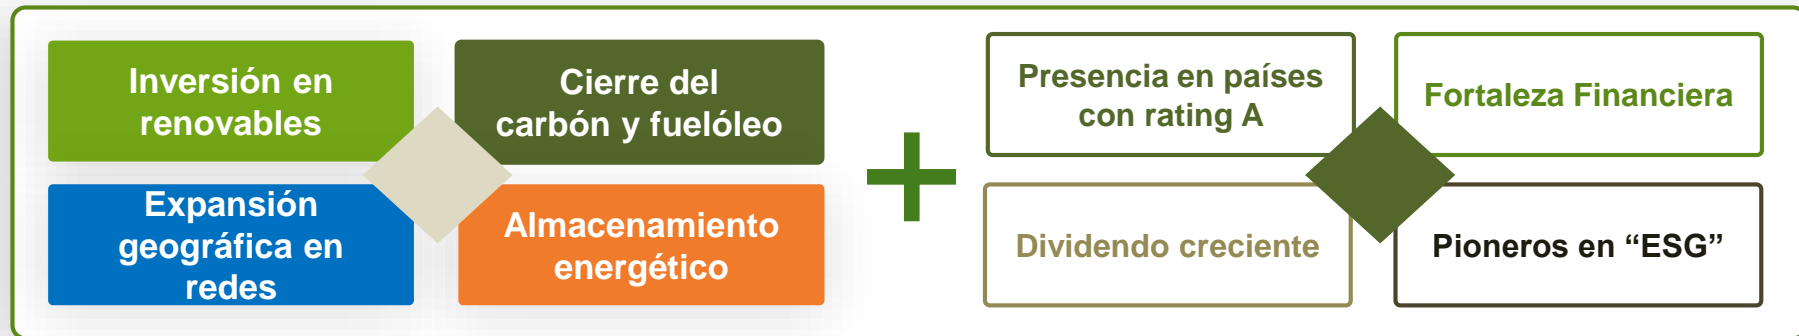 Inversión en
renovables
Cierre del
carbón y fuelóleo
Expansión
geográfica en
redes
Almacenamiento
energético
+
Presencia en países
con rating A
Fortaleza Financiera
Dividendo creciente
Pioneros en “ESG”